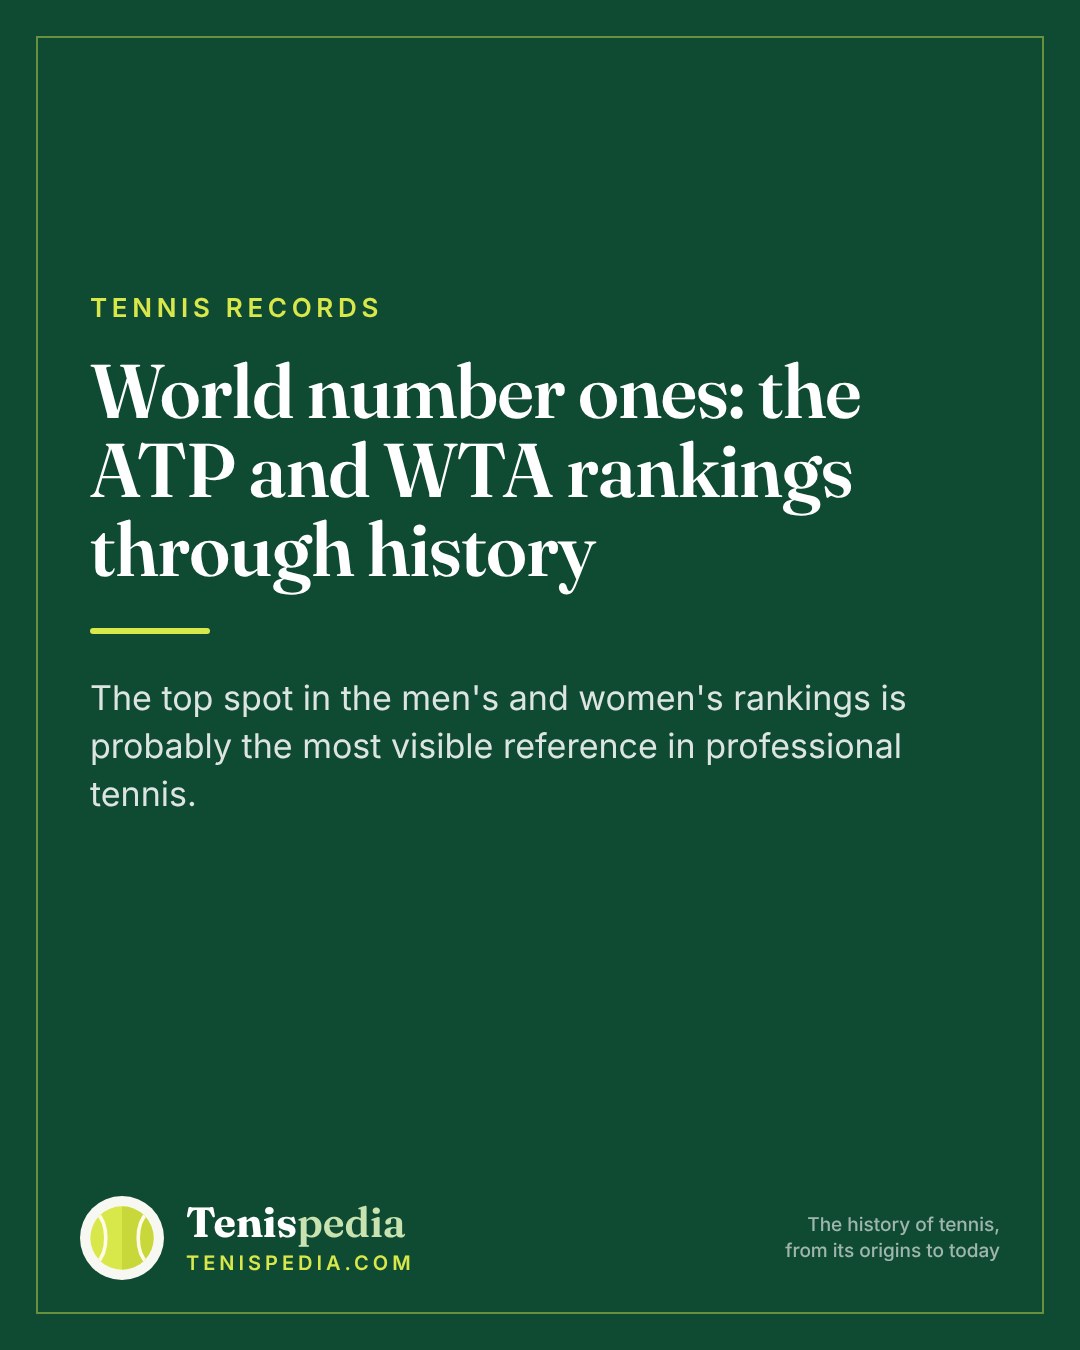 TENNIS RECORDS
World number ones: the
ATP and WTA rankings
through history
The top spot in the men's and women's rankings is
probably the most visible reference in professional
tennis.
Tenispedia
TENISPEDIA.COM
The history of tennis,
from its origins to today